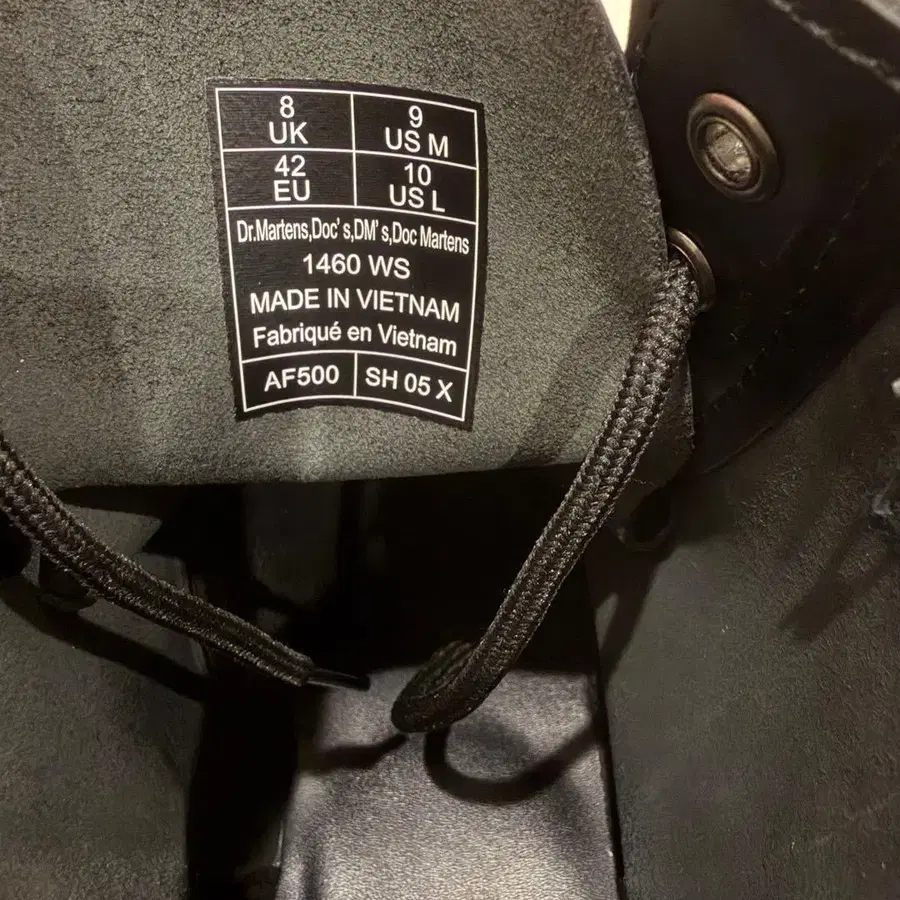 8 9
UK US M
42 10
EU US L
Dr.Martens,Doc's,DM's,Doc Martens
1460 WS
MADE IN VIETNAM
Fabriqué en Vietnam
AF500 SH 05 X